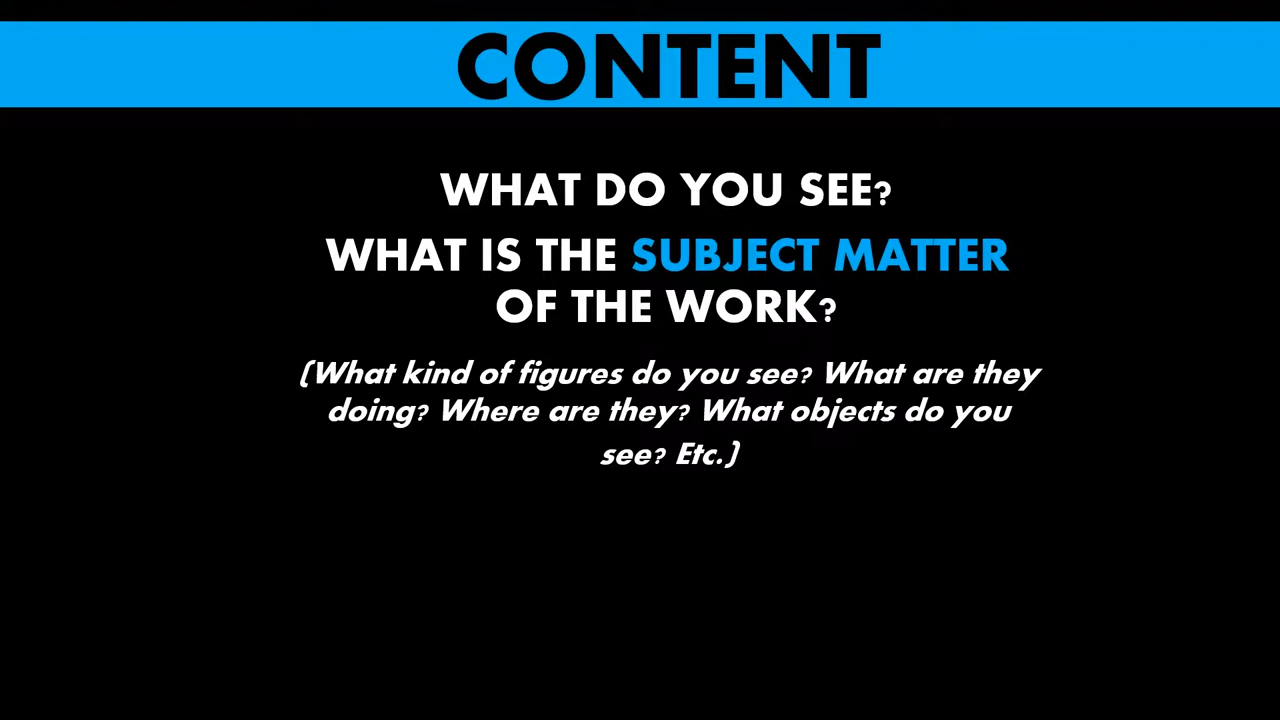 CONTENT
WHAT DO YOU SEE?
WHAT IS THE SUBJECT MATTER
OF THE WORK?
(What kind of figures do you see? What are they
doing? Where are they? What objects do you
see? Etc.)